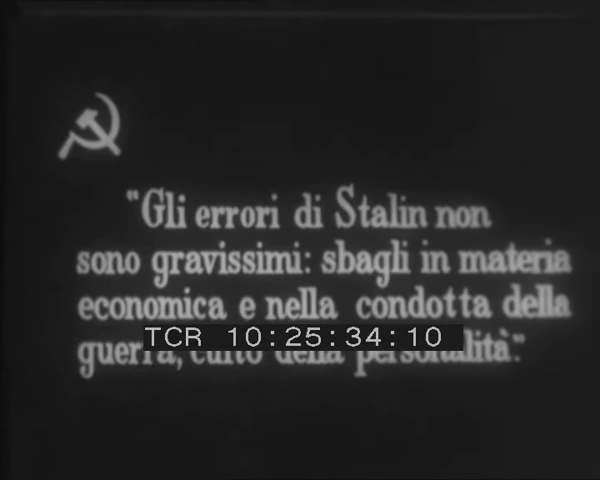 "Gli errori di Stalin non
sono gravissimi: sbagli in materia
economica e nella condotta della
guerra, culto della personalità."
TCR 10:25:34:10